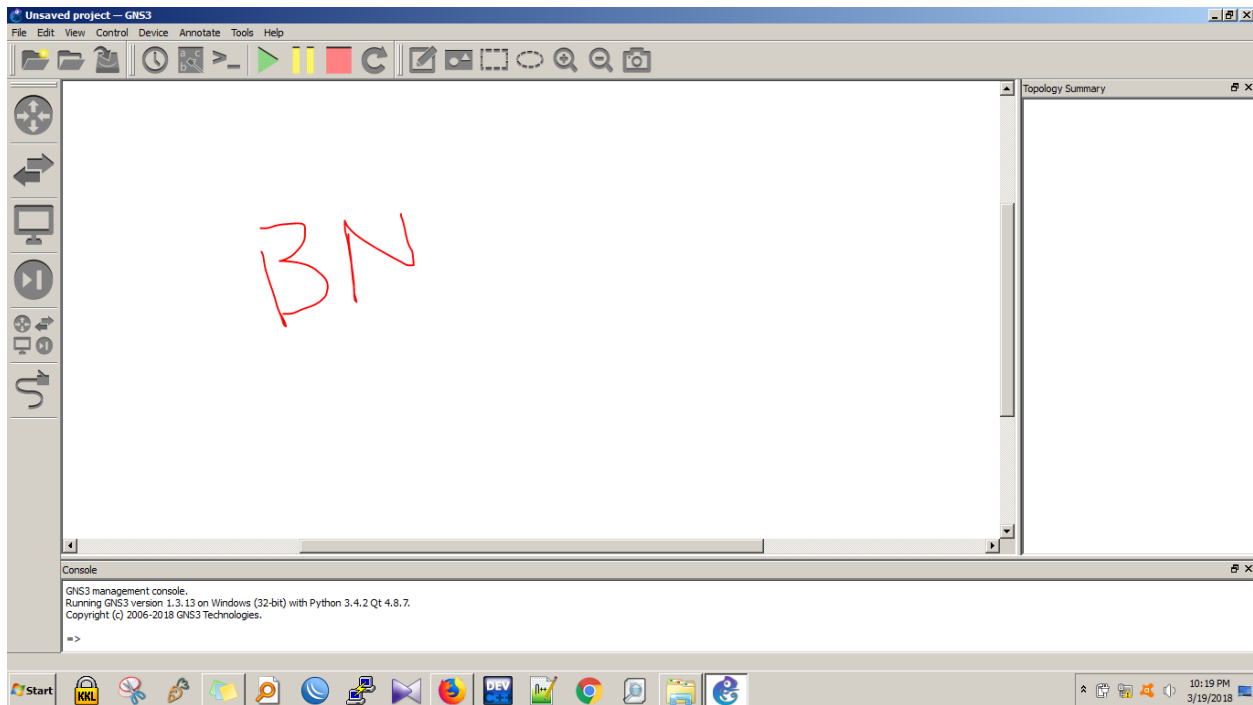 Unsaved project — GNS3
File Edit View Control Device Annotate Tools Help
Topology Summary
BN
Console
GNS3 management console.
Running GNS3 version 1.3.13 on Windows (32-bit) with Python 3.4.2 Qt 4.8.7.
Copyright (c) 2006-2018 GNS3 Technologies.
=>
Start KKL DEV C++ n++ 10:19 PM
3/19/2018